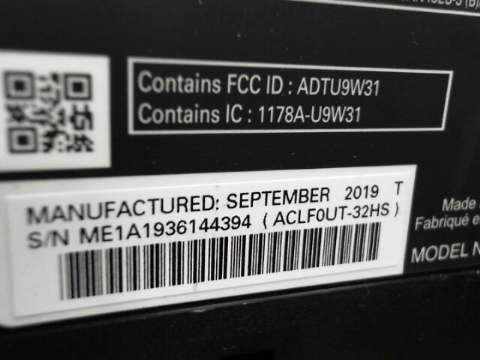 Contains FCC ID : ADTU9W31
Contains IC : 1178A-U9W31
MANUFACTURED: SEPTEMBER 2019 T
S/N ME1A1936144394 ( ACLF0UT-32HS )
Made
Fabriqué e
MODEL N